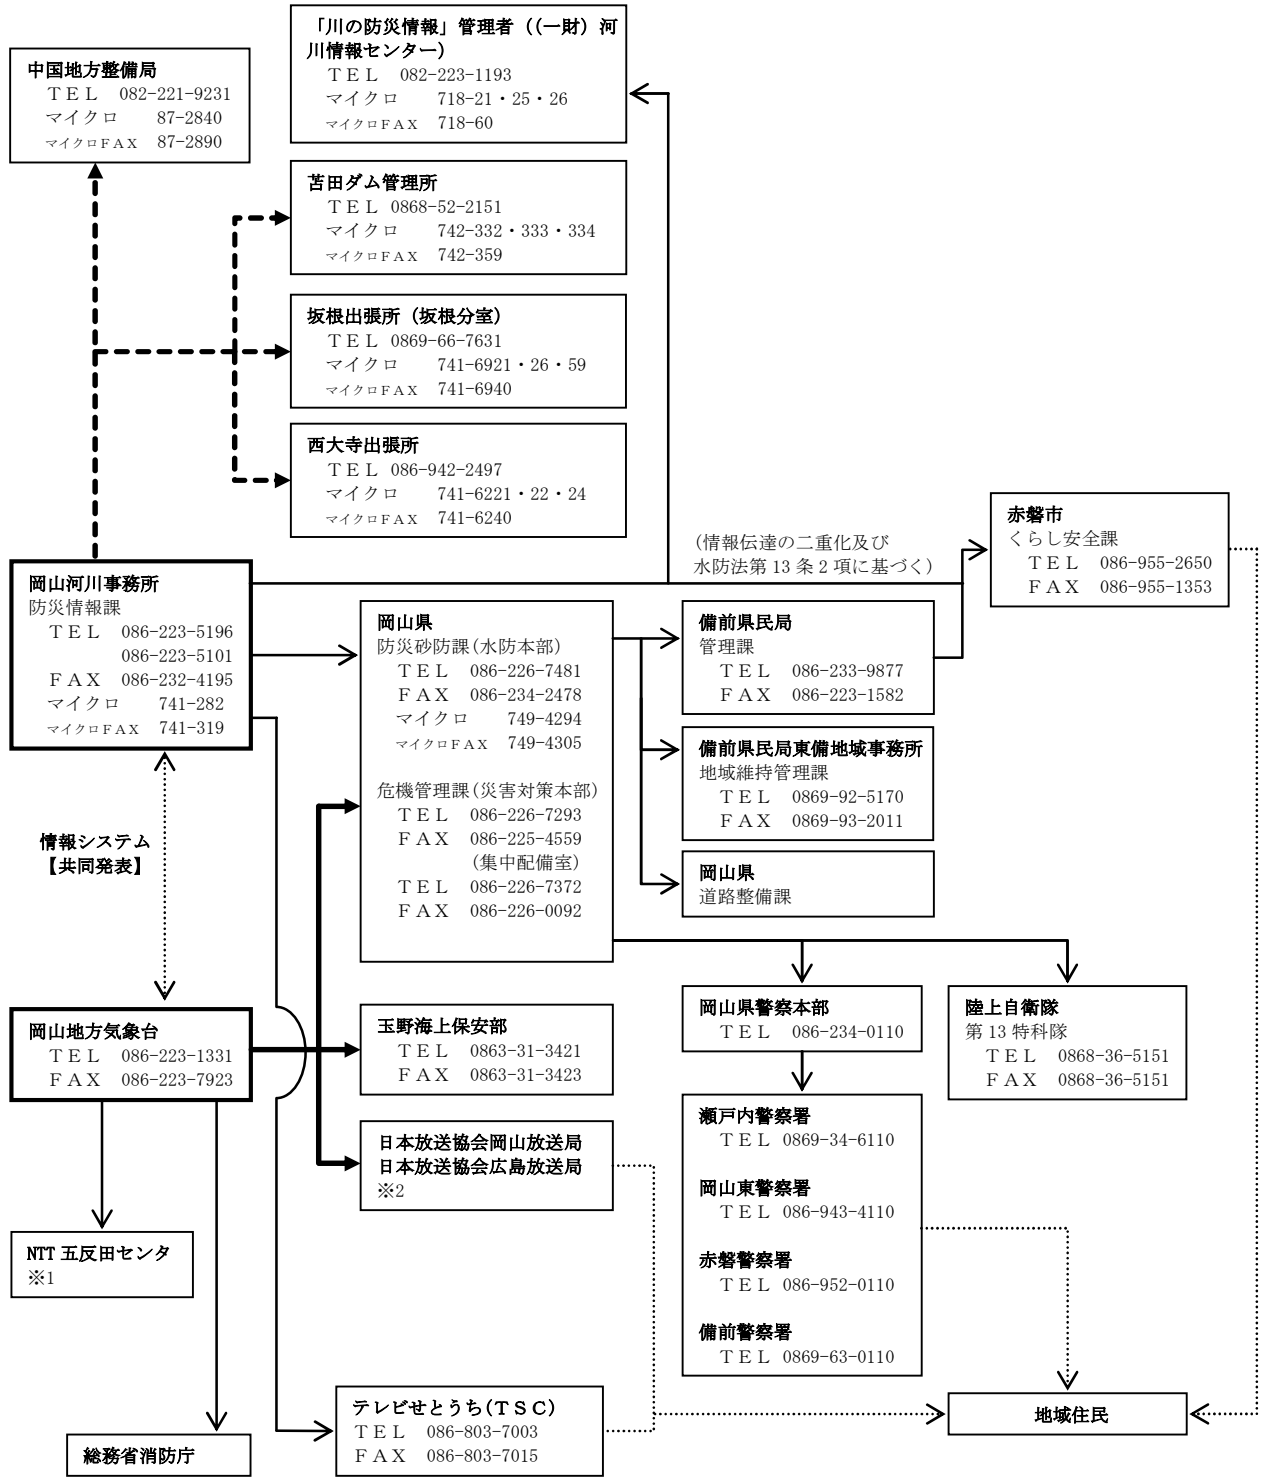 「川の防災情報」管理者（(一財）河
川情報センター）
ＴＥＬ 082-223-1193
マイクロ 718-21・25・26
マイクロＦＡＸ 718-60
中国地方整備局
ＴＥＬ 082-221-9231
マイクロ 87-2840
マイクロＦＡＸ 87-2890
苫田ダム管理所
ＴＥＬ 0868-52-2151
マイクロ 742-332・333・334
マイクロＦＡＸ 742-359
坂根出張所（坂根分室）
ＴＥＬ 0869-66-7631
マイクロ 741-6921・26・59
マイクロＦＡＸ 741-6940
西大寺出張所
ＴＥＬ 086-942-2497
マイクロ 741-6221・22・24
マイクロＦＡＸ 741-6240
（情報伝達の二重化及び
水防法第 13 条 2 項に基づく）
赤磐市
くらし安全課
ＴＥＬ 086-955-2650
ＦＡＸ 086-955-1353
岡山河川事務所
防災情報課
ＴＥＬ 086-223-5196
086-223-5101
ＦＡＸ 086-232-4195
マイクロ 741-282
マイクロＦＡＸ 741-319
岡山県
防災砂防課(水防本部)
ＴＥＬ 086-226-7481
ＦＡＸ 086-234-2478
マイクロ 749-4294
マイクロＦＡＸ 749-4305
危機管理課(災害対策本部)
ＴＥＬ 086-226-7293
ＦＡＸ 086-225-4559
(集中配備室)
ＴＥＬ 086-226-7372
ＦＡＸ 086-226-0092
備前県民局
管理課
ＴＥＬ 086-233-9877
ＦＡＸ 086-223-1582
備前県民局東備地域事務所
地域維持管理課
ＴＥＬ 0869-92-5170
ＦＡＸ 0869-93-2011
岡山県
道路整備課
情報システム
【共同発表】
岡山地方気象台
ＴＥＬ 086-223-1331
ＦＡＸ 086-223-7923
玉野海上保安部
ＴＥＬ 0863-31-3421
ＦＡＸ 0863-31-3423
岡山県警察本部
ＴＥＬ 086-234-0110
陸上自衛隊
第 13 特科隊
ＴＥＬ 0868-36-5151
ＦＡＸ 0868-36-5151
日本放送協会岡山放送局
日本放送協会広島放送局
※2
瀬戸内警察署
ＴＥＬ 0869-34-6110
岡山東警察署
ＴＥＬ 086-943-4110
赤磐警察署
ＴＥＬ 086-952-0110
備前警察署
ＴＥＬ 0869-63-0110
NTT 五反田センタ
※1
テレビせとうち(ＴＳＣ)
ＴＥＬ 086-803-7003
ＦＡＸ 086-803-7015
地域住民
総務省消防庁